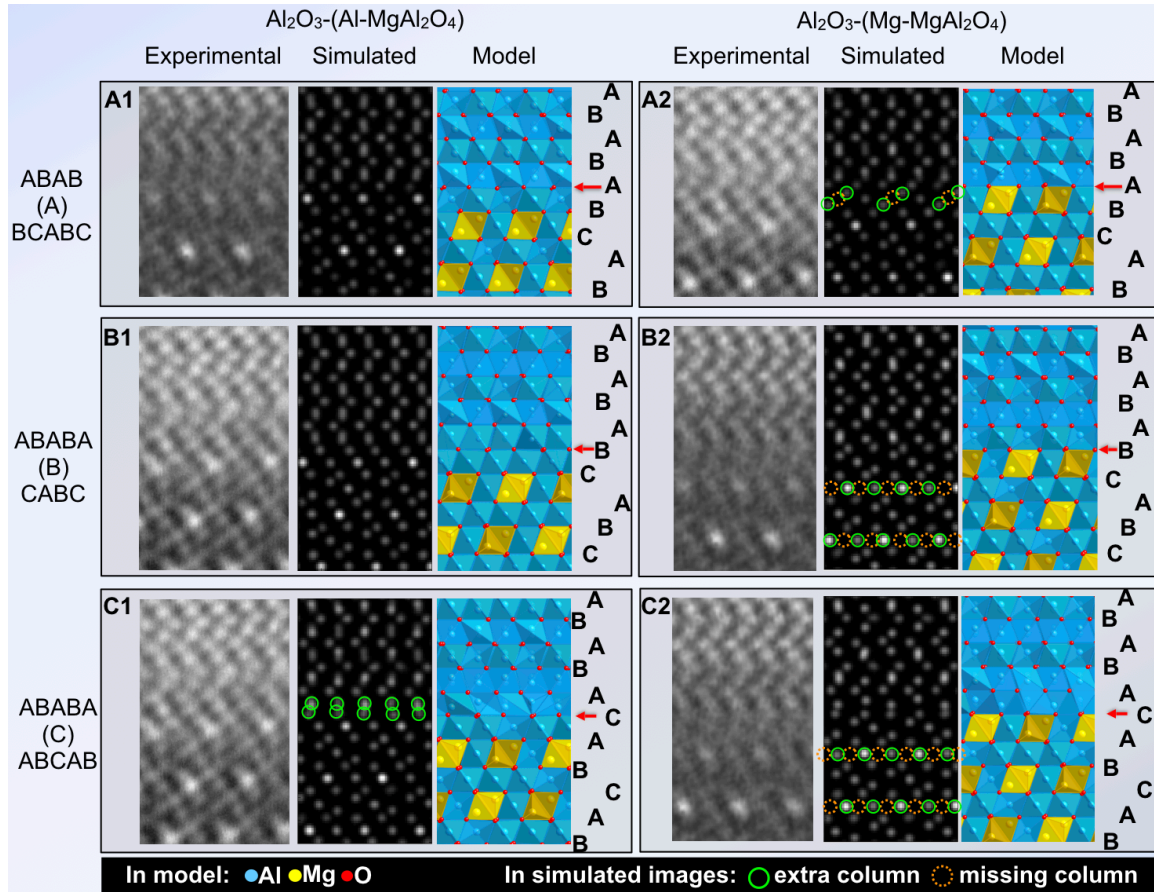 Al₂O₃-(Al-MgAl₂O₄)
Al₂O₃-(Mg-MgAl₂O₄)
Experimental Simulated Model
Experimental Simulated Model
ABAB
(A)
BCABC
A1
A
B
A
B
A
B
C
A
B
A2
A
B
A
B
A
B
C
A
B
ABABA
(B)
CABC
B1
A
B
A
B
A
B
C
A
B
C
B2
A
B
A
B
A
B
C
A
B
C
ABABA
(C)
ABCAB
C1
A
B
A
B
A
C
A
B
C
A
B
C2
A
B
A
B
A
C
A
B
C
A
B
In model: Al Mg O In simulated images: extra column missing column